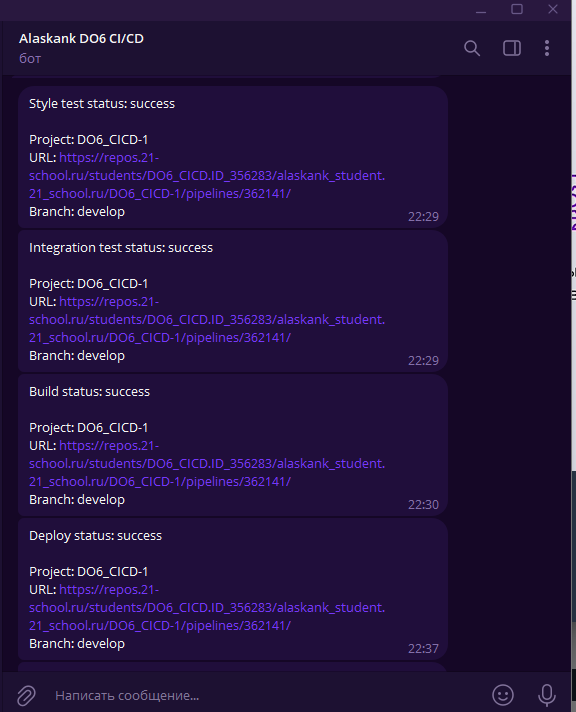 Alaskank DO6 CI/CD
бот
Style test status: success
Project: DO6_CICD-1
URL: https://repos.21-
school.ru/students/DO6_CICD.ID_356283/alaskank_student.
21_school.ru/DO6_CICD-1/pipelines/362141/
Branch: develop
22:29
Integration test status: success
Project: DO6_CICD-1
URL: https://repos.21-
school.ru/students/DO6_CICD.ID_356283/alaskank_student.
21_school.ru/DO6_CICD-1/pipelines/362141/
Branch: develop
22:29
Build status: success
Project: DO6_CICD-1
URL: https://repos.21-
school.ru/students/DO6_CICD.ID_356283/alaskank_student.
21_school.ru/DO6_CICD-1/pipelines/362141/
Branch: develop
22:30
Deploy status: success
Project: DO6_CICD-1
URL: https://repos.21-
school.ru/students/DO6_CICD.ID_356283/alaskank_student.
21_school.ru/DO6_CICD-1/pipelines/362141/
Branch: develop
22:37
Написать сообщение...